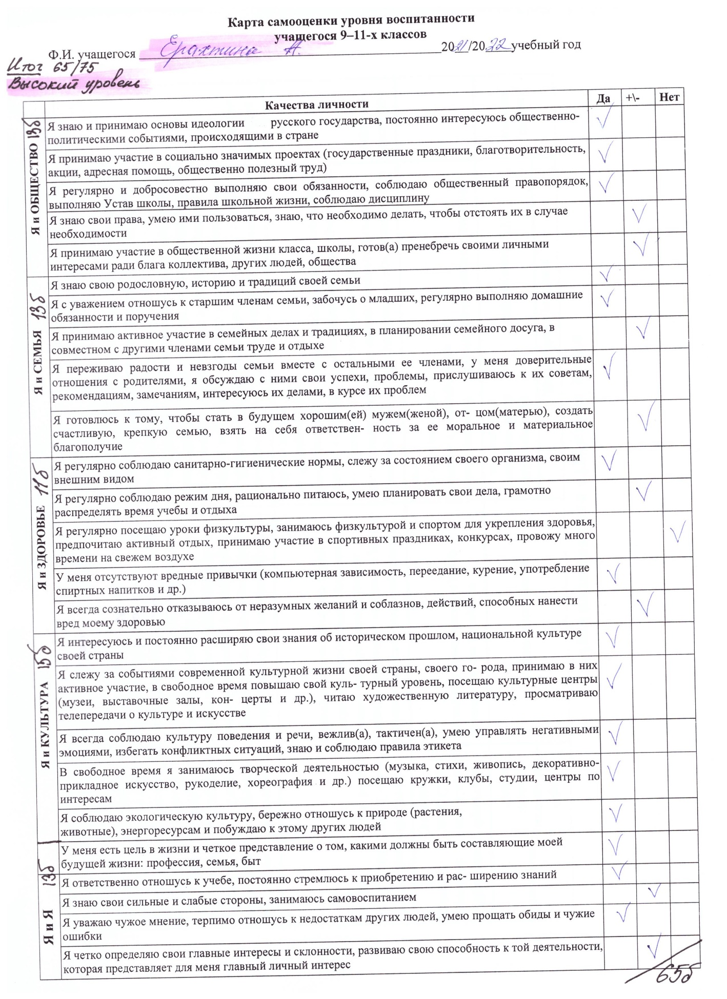 Карта самооценки уровня воспитанности
учащегося 9–11-х классов
Ф.И. учащегося Ерахтина А. 2021/2022 учебный год
Итог 65/75
Высокий уровень
Качества личности Да +\- Нет
Я и ОБЩЕСТВО 13б
Я знаю и принимаю основы идеологии русского государства, постоянно интересуюсь общественно-
политическими событиями, происходящими в стране
Я принимаю участие в социально значимых проектах (государственные праздники, благотворительность,
акции, адресная помощь, общественно полезный труд)
Я регулярно и добросовестно выполняю свои обязанности, соблюдаю общественный правопорядок,
выполняю Устав школы, правила школьной жизни, соблюдаю дисциплину
Я знаю свои права, умею ими пользоваться, знаю, что необходимо делать, чтобы отстоять их в случае
необходимости
Я принимаю участие в общественной жизни класса, школы, готов(а) пренебречь своими личными
интересами ради блага коллектива, других людей, общества
Я и СЕМЬЯ 13б
Я знаю свою родословную, историю и традиций своей семьи
Я с уважением отношусь к старшим членам семьи, забочусь о младших, регулярно выполняю домашние
обязанности и поручения
Я принимаю активное участие в семейных делах и традициях, в планировании семейного досуга, в
совместном с другими членами семьи труде и отдыхе
Я переживаю радости и невзгоды семьи вместе с остальными ее членами, у меня доверительные
отношения с родителями, я обсуждаю с ними свои успехи, проблемы, прислушиваюсь к их советам,
рекомендациям, замечаниям, интересуюсь их делами, в курсе их проблем
Я готовлюсь к тому, чтобы стать в будущем хорошим(ей) мужем(женой), от- цом(матерью), создать
счастливую, крепкую семью, взять на себя ответствен- ность за ее моральное и материальное
благополучие
Я и ЗДОРОВЬЕ 11б
Я регулярно соблюдаю санитарно-гигиенические нормы, слежу за состоянием своего организма, своим
внешним видом
Я регулярно соблюдаю режим дня, рационально питаюсь, умею планировать свои дела, грамотно
распределять время учебы и отдыха
Я регулярно посещаю уроки физкультуры, занимаюсь физкультурой и спортом для укрепления здоровья,
предпочитаю активный отдых, принимаю участие в спортивных праздниках, конкурсах, провожу много
времени на свежем воздухе
У меня отсутствуют вредные привычки (компьютерная зависимость, переедание, курение, употребление
спиртных напитков и др.)
Я всегда сознательно отказываюсь от неразумных желаний и соблазнов, действий, способных нанести
вред моему здоровью
Я и КУЛЬТУРА 15б
Я интересуюсь и постоянно расширяю свои знания об историческом прошлом, национальной культуре
своей страны
Я слежу за событиями современной культурной жизни своей страны, своего го- рода, принимаю в них
активное участие, в свободное время повышаю свой куль- турный уровень, посещаю культурные центры
(музеи, выставочные залы, кон- церты и др.), читаю художественную литературу, просматриваю
телепередачи о культуре и искусстве
Я всегда соблюдаю культуру поведения и речи, вежлив(а), тактичен(а), умею управлять негативными
эмоциями, избегать конфликтных ситуаций, знаю и соблюдаю правила этикета
В свободное время я занимаюсь творческой деятельностью (музыка, стихи, живопись, декоративно-
прикладное искусство, рукоделие, хореография и др.) посещаю кружки, клубы, студии, центры по
интересам
Я соблюдаю экологическую культуру, бережно отношусь к природе (растения,
животные), энергоресурсам и побуждаю к этому других людей
Я и Я 13б
У меня есть цель в жизни и четкое представление о том, какими должны быть составляющие моей
будущей жизни: профессия, семья, быт
Я ответственно отношусь к учебе, постоянно стремлюсь к приобретению и рас- ширению знаний
Я знаю свои сильные и слабые стороны, занимаюсь самовоспитанием
Я уважаю чужое мнение, терпимо отношусь к недостаткам других людей, умею прощать обиды и чужие
ошибки
Я четко определяю свои главные интересы и склонности, развиваю свою способность к той деятельности,
которая представляет для меня главный личный интерес
65б